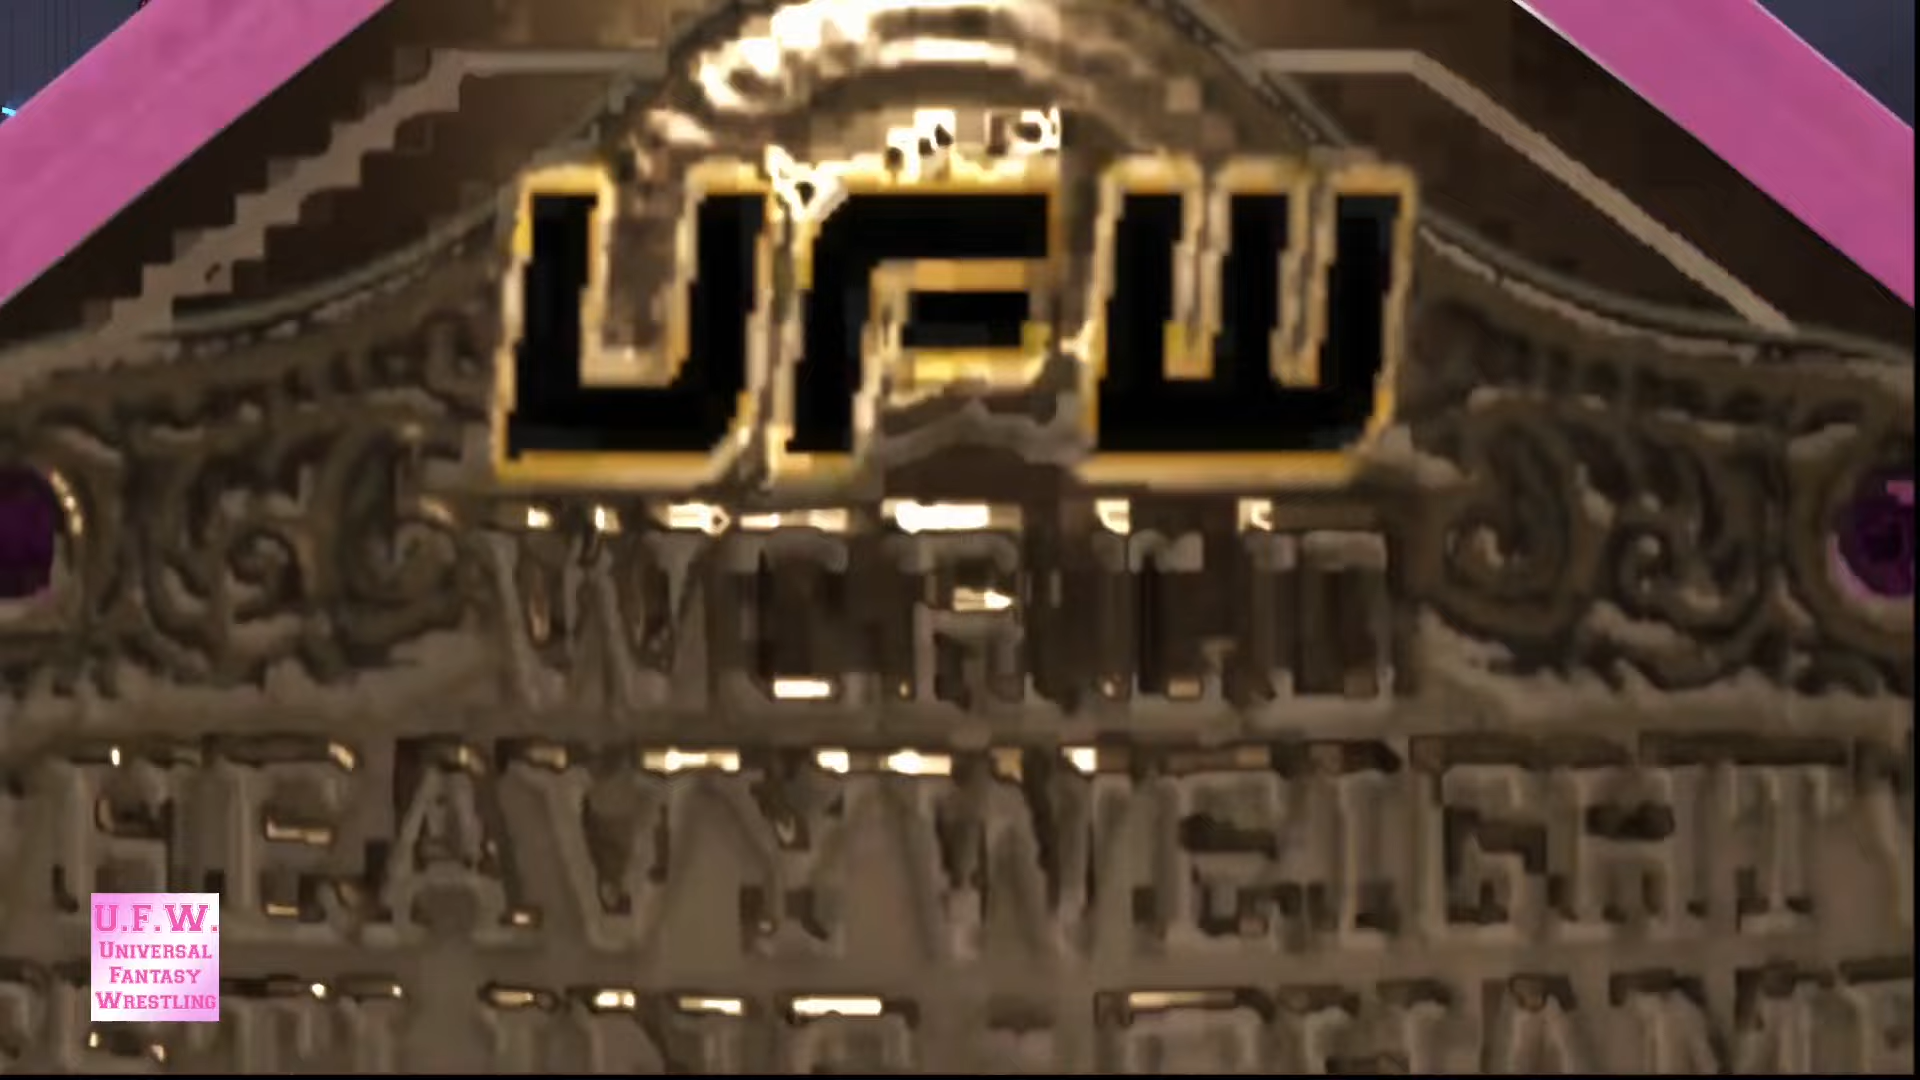 UFW
WORLD
HEAVYWEIGHT
U.F.W.
UNIVERSAL
FANTASY
WRESTLING